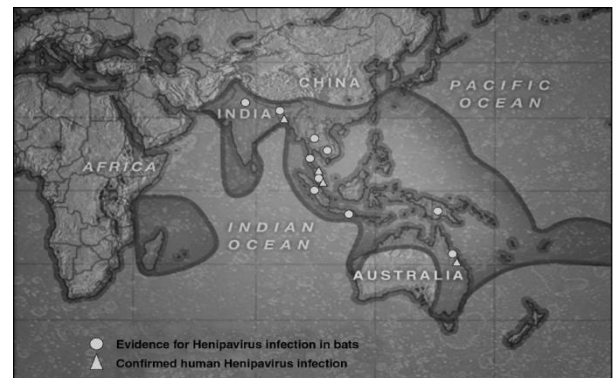 CHINA
PACIFIC
OCEAN
INDIA
AFRICA
INDIAN
OCEAN
AUSTRALIA
Evidence for Henipavirus infection in bats
Confirmed human Henipavirus infection